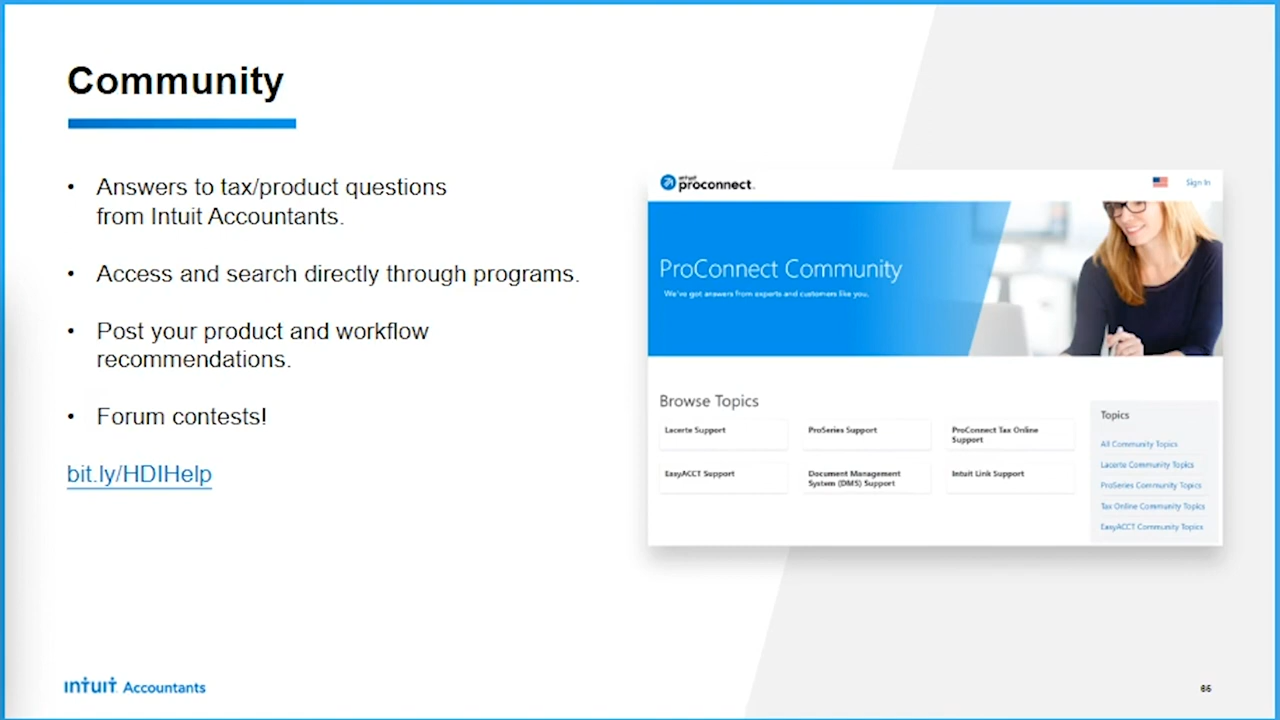 Community
• Answers to tax/product questions
from Intuit Accountants.
• Access and search directly through programs.
• Post your product and workflow
recommendations.
• Forum contests!
bit.ly/HDIHelp
intuit
proconnect.
Sign In
ProConnect Community
We've got answers from experts and customers like you.
Browse Topics
Lacerte Support
ProSeries Support
ProConnect Tax Online
Support
EasyACCT Support
Document Management
System (DMS) Support
Intuit Link Support
Topics
All Community Topics
Lacerte Community Topics
ProSeries Community Topics
Tax Online Community Topics
EasyACCT Community Topics
INTUIT Accountants
65